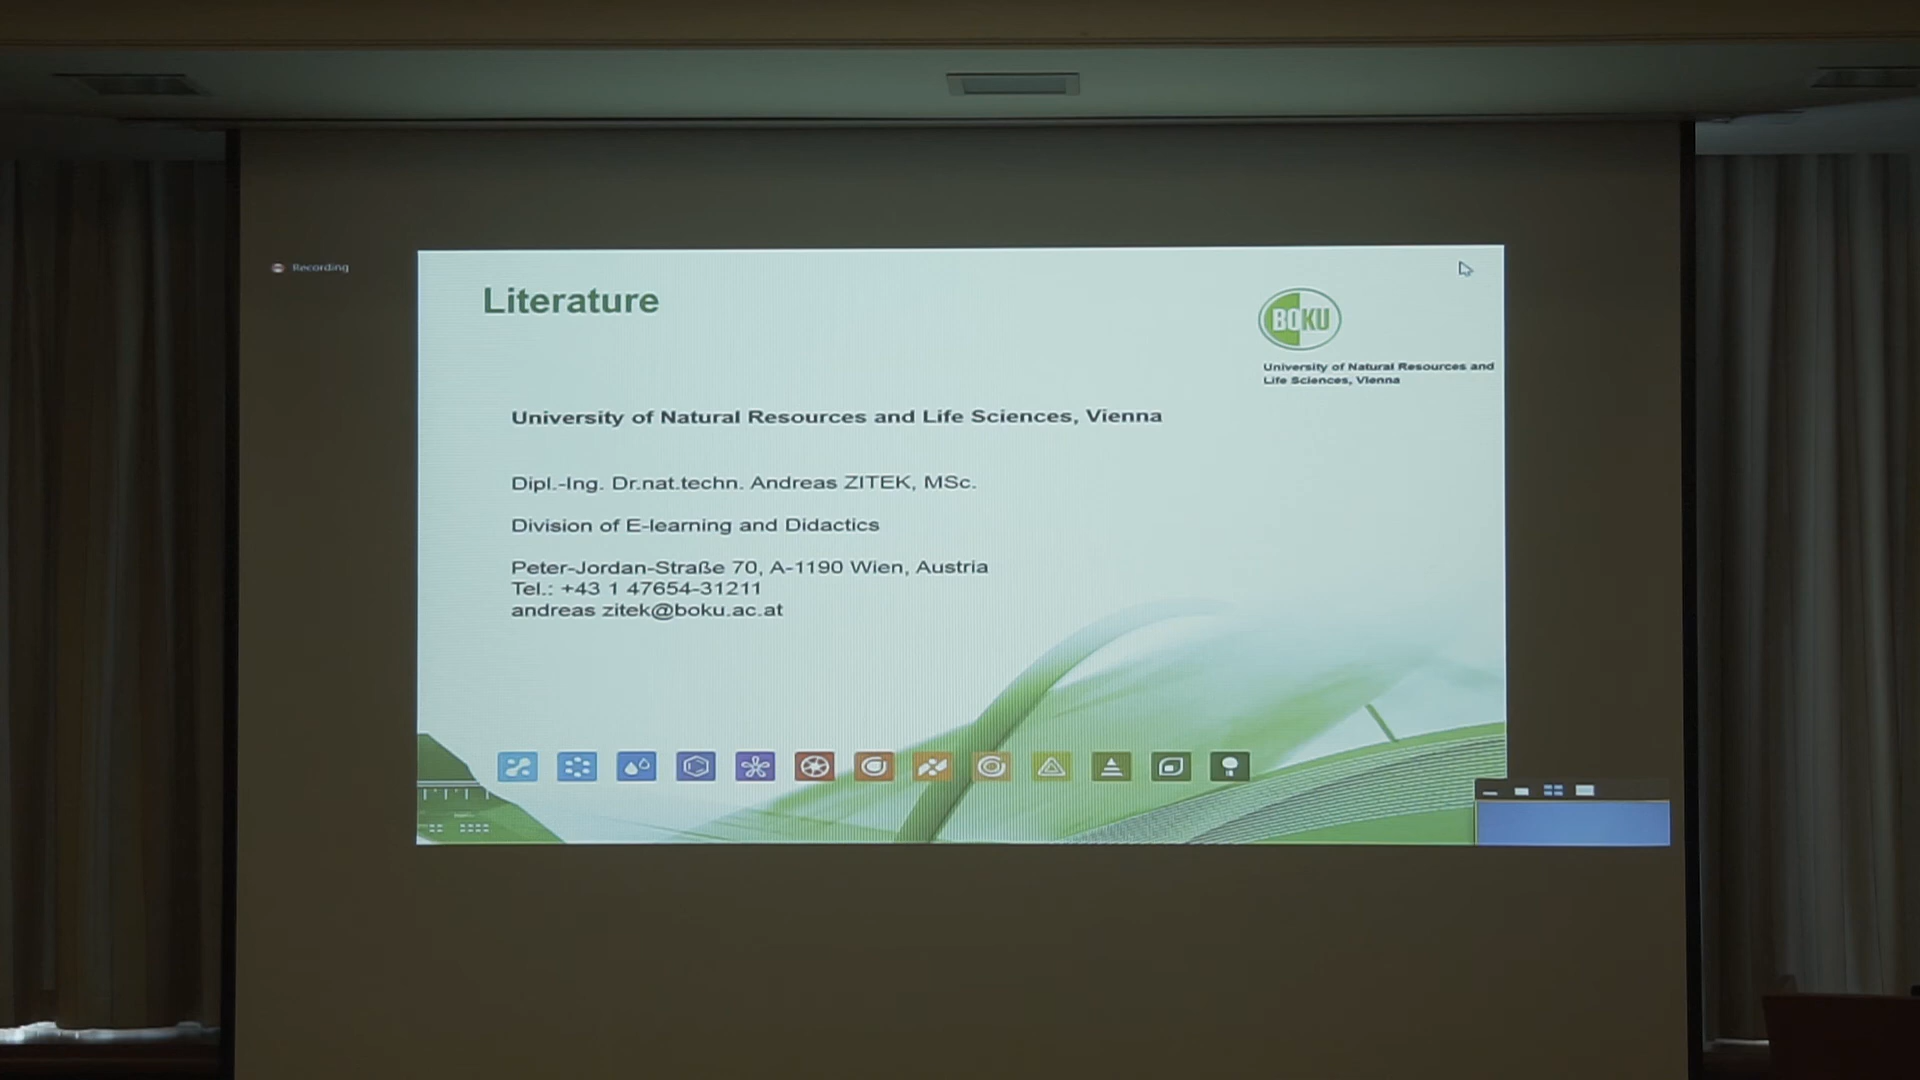 Recording
Literature
BOKU
University of Natural Resources and
Life Sciences, Vienna
University of Natural Resources and Life Sciences, Vienna
Dipl.-Ing. Dr.nat.techn. Andreas ZITEK, MSc.
Division of E-learning and Didactics
Peter-Jordan-Straße 70, A-1190 Wien, Austria
Tel.: +43 1 47654-31211
andreas zitek@boku.ac.at